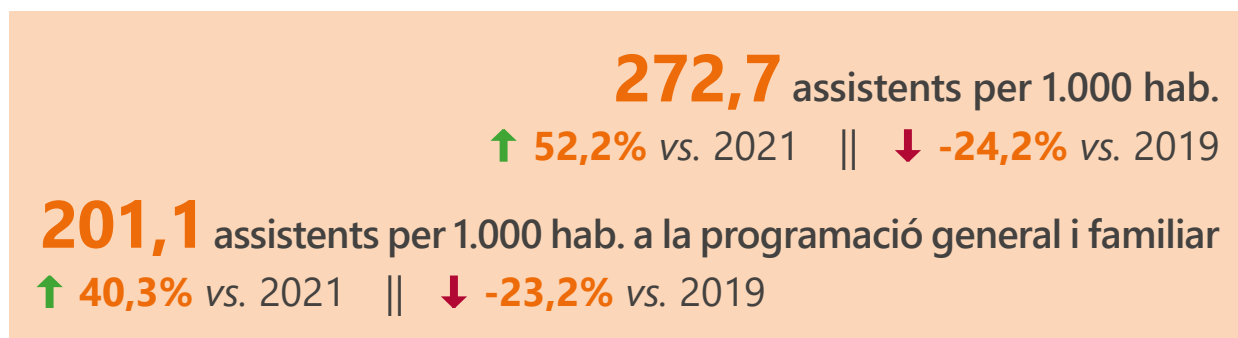 272,7 assistents per 1.000 hab.
↑ 52,2% vs. 2021 || ↓ -24,2% vs. 2019
201,1 assistents per 1.000 hab. a la programació general i familiar
↑ 40,3% vs. 2021 || ↓ -23,2% vs. 2019